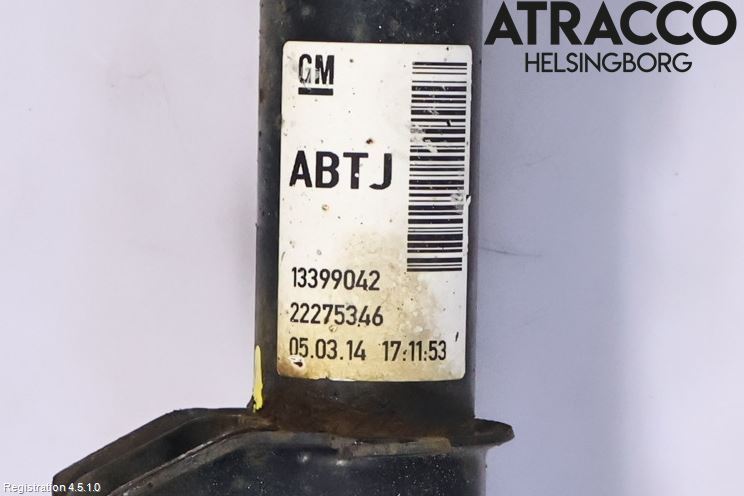 ATRACCO
HELSINGBORG
GM
ABTJ
13399042
22275346
05.03.14 17:11:53
Registration 4.5.1.0